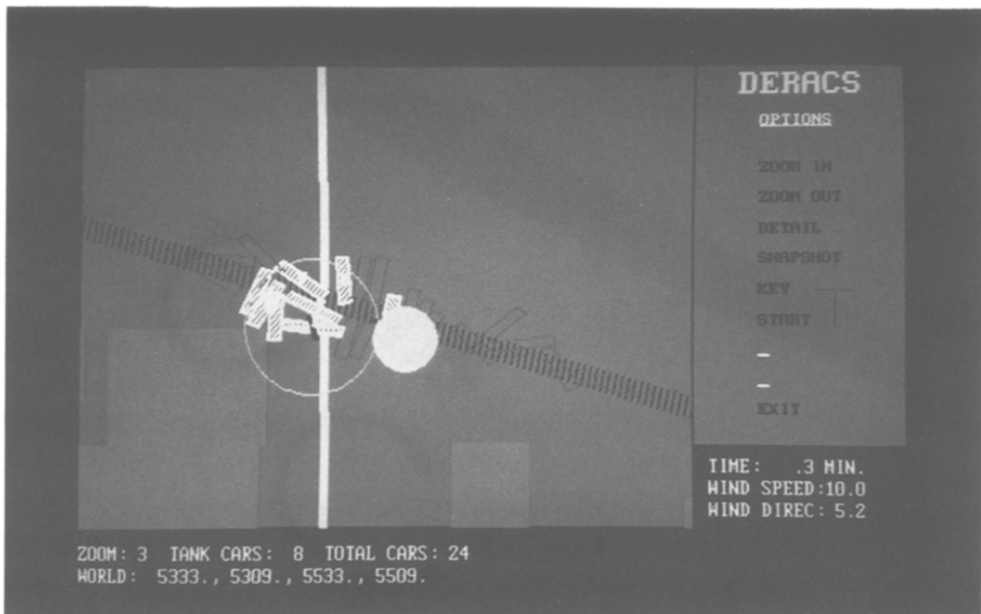 DERACS
OPTIONS
ZOOM IN
ZOOM OUT
DETAIL
SNAPSHOT
KEY
START
EXIT
TIME: .3 MIN.
WIND SPEED:10.0
WIND DIREC: 5.2
ZOOM: 3 TANK CARS: 8 TOTAL CARS: 24
WORLD: 5333., 5309., 5533., 5509.